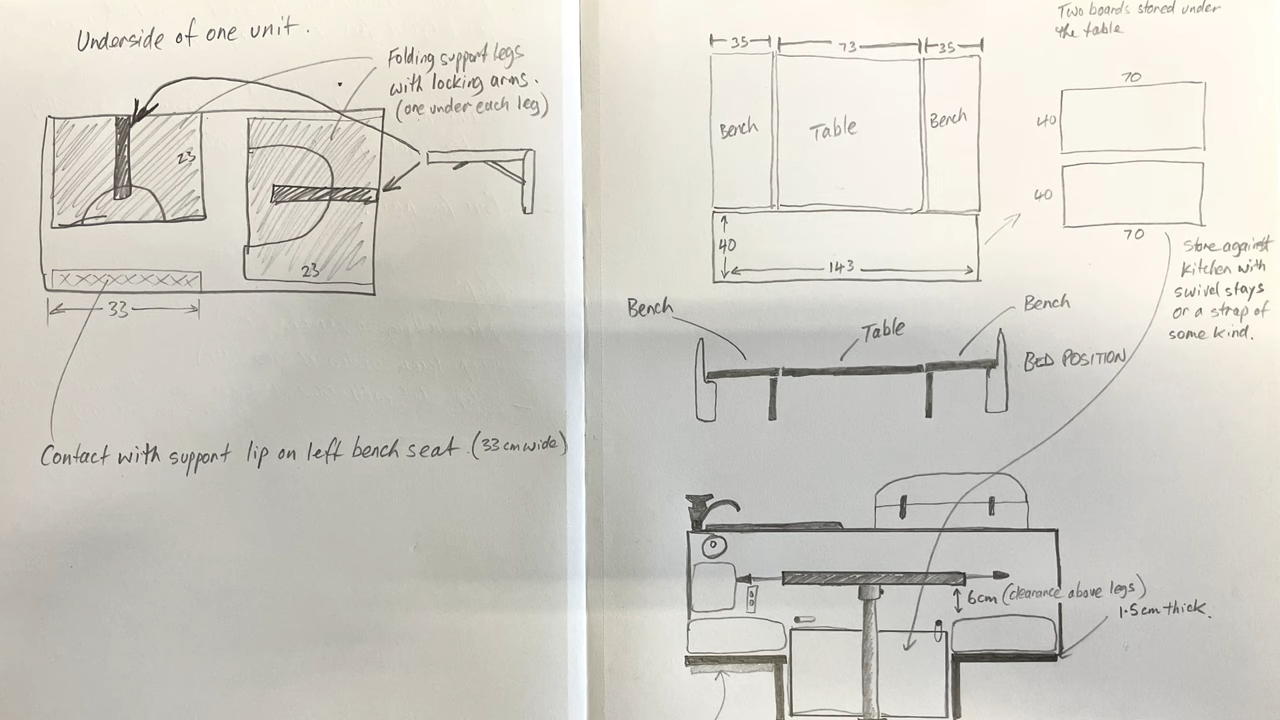 Underside of one unit.
Folding support legs
with locking arms.
(one under each leg)
23
23
33
Contact with support lip on left bench seat. (33cm wide)
Two boards stored under
the table
35
73
35
Bench
Table
Bench
40
143
70
40
40
70
Store against
kitchen with
swivel stays
or a strap of
some kind.
Bench
Table
Bench
BED POSITION
6cm (clearance above legs)
1.5cm thick.